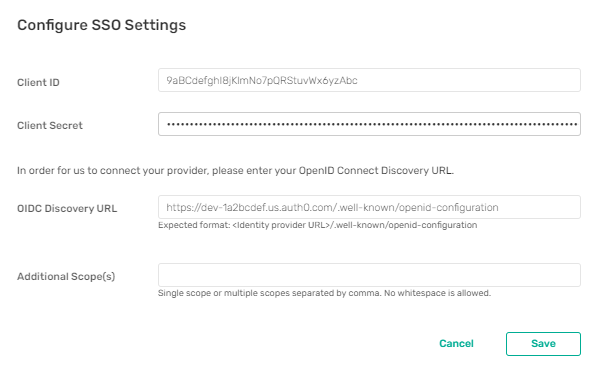 Configure SSO Settings
Client ID
9aBCdefghI8jKlmNo7pQRStuvWx6yzAbc
Client Secret
In order for us to connect your provider, please enter your OpenID Connect Discovery URL.
OIDC Discovery URL
https://dev-1a2bcdef.us.auth0.com/.well-known/openid-configuration
Expected format: <Identity provider URL>/.well-known/openid-configuration
Additional Scope(s)
Single scope or multiple scopes separated by comma. No whitespace is allowed.
Cancel
Save